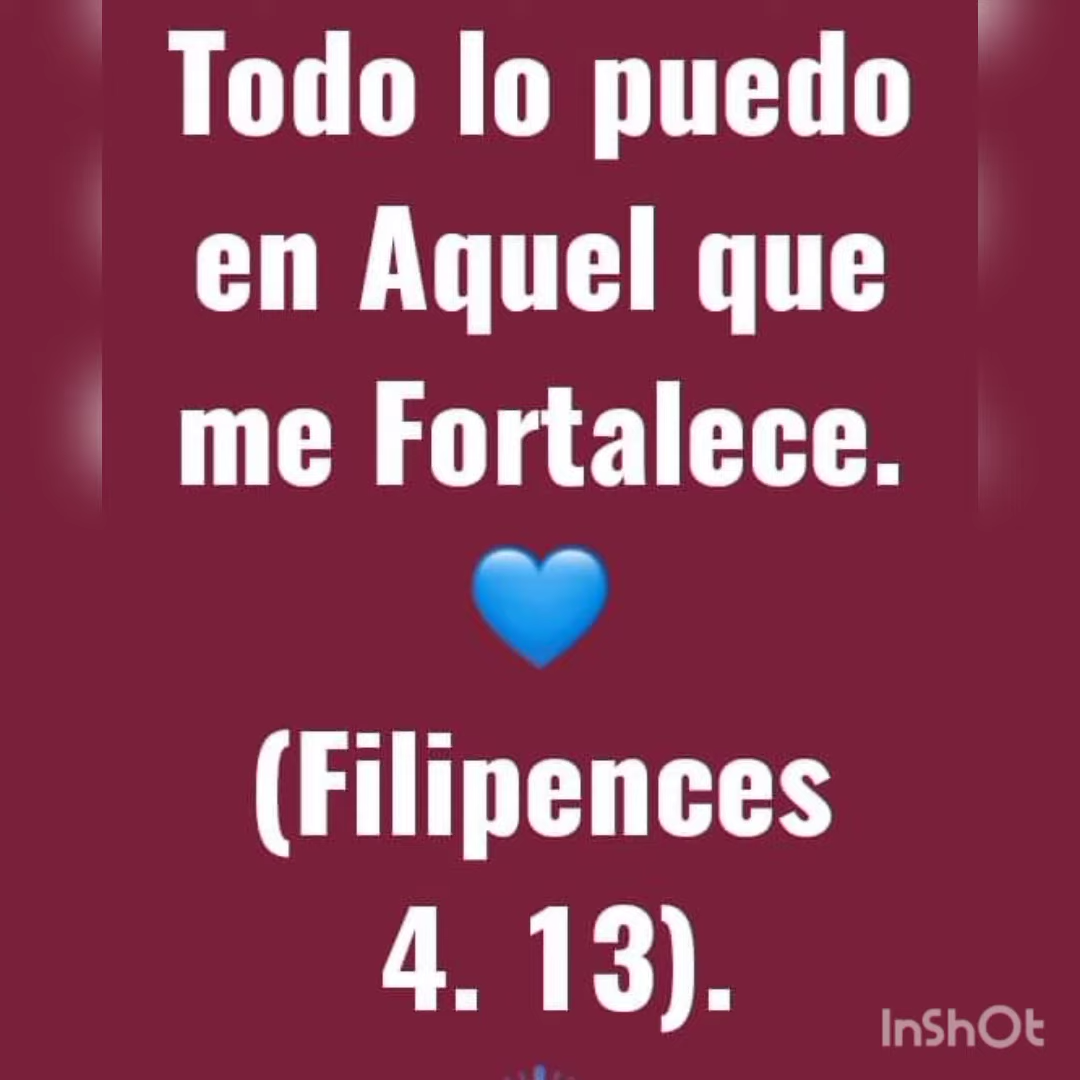 Todo lo puedo
en Aquel que
me Fortalece.
💙
(Filipences
4. 13).
InShOt